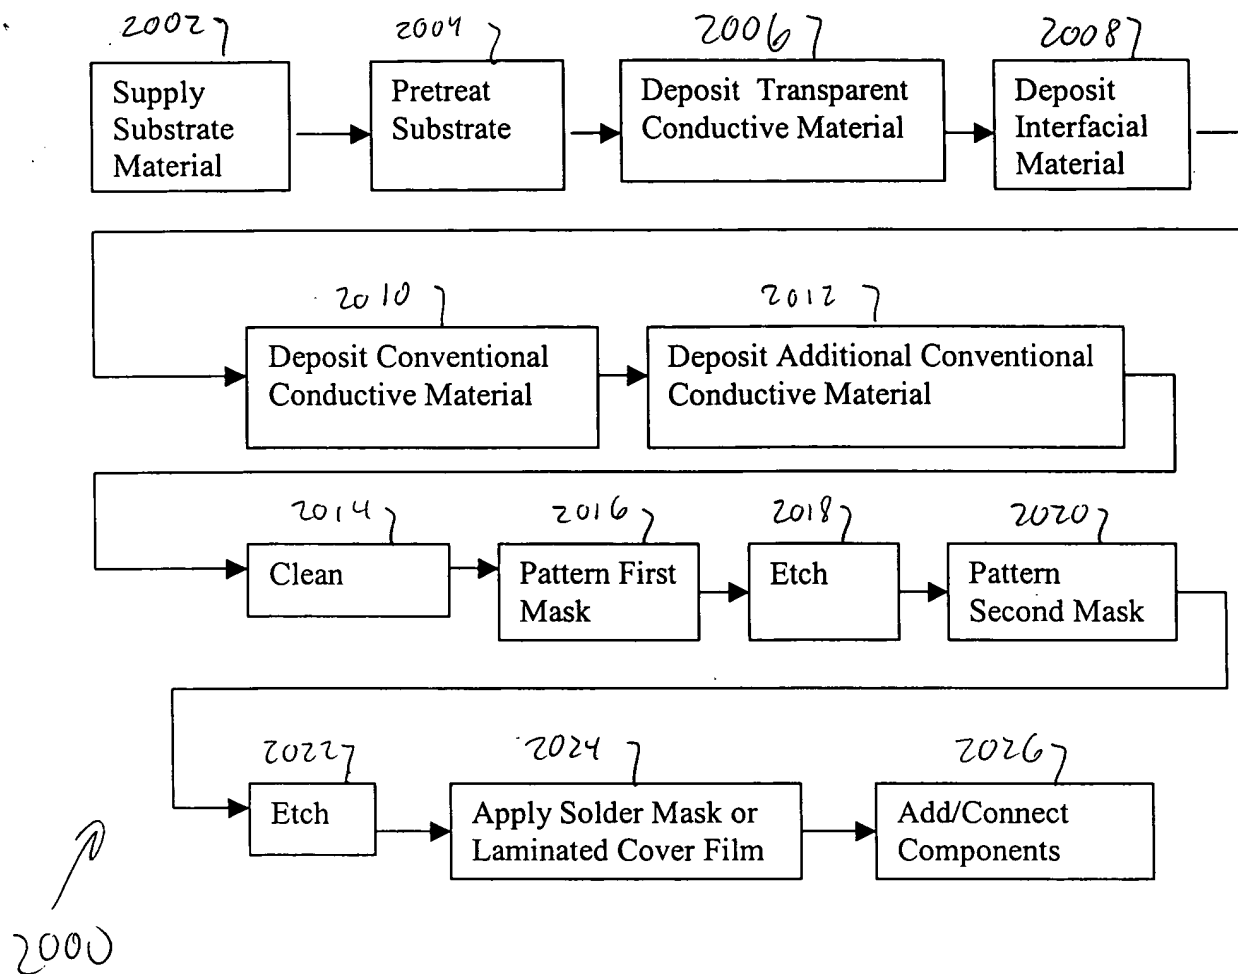 2002
2004
2006
2008
Supply
Substrate
Material
Pretreat
Substrate
Deposit Transparent
Conductive Material
Deposit
Interfacial
Material
2010
2012
Deposit Conventional
Conductive Material
Deposit Additional Conventional
Conductive Material
2014
2016
2018
2020
Clean
Pattern First
Mask
Etch
Pattern
Second Mask
2022
2024
2026
Etch
Apply Solder Mask or
Laminated Cover Film
Add/Connect
Components
2000